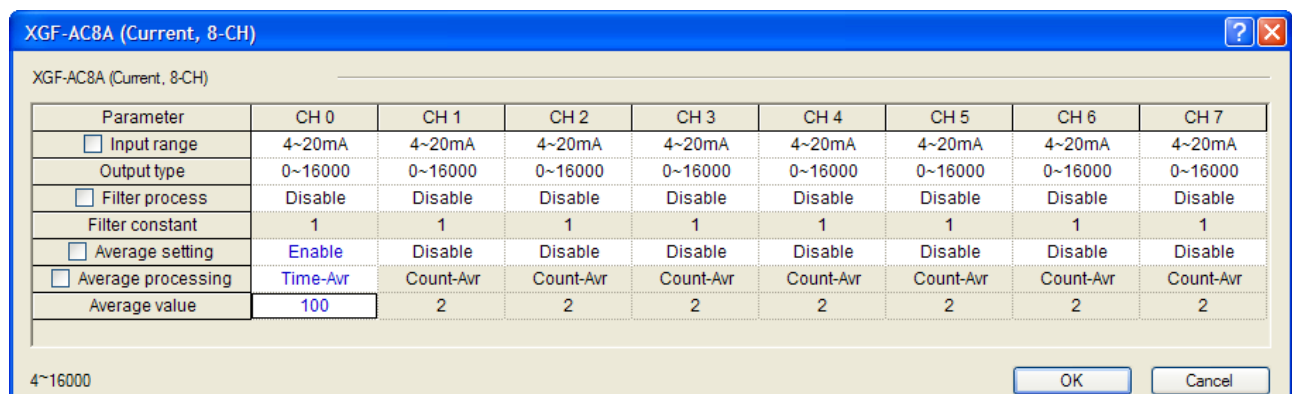 XGF-AC8A (Current, 8-CH)
XGF-AC8A (Current, 8-CH)
Parameter CH 0 CH 1 CH 2 CH 3 CH 4 CH 5 CH 6 CH 7
Input range 4~20mA 4~20mA 4~20mA 4~20mA 4~20mA 4~20mA 4~20mA 4~20mA
Output type 0~16000 0~16000 0~16000 0~16000 0~16000 0~16000 0~16000 0~16000
Filter process Disable Disable Disable Disable Disable Disable Disable Disable
Filter constant 1 1 1 1 1 1 1 1
Average setting Enable Disable Disable Disable Disable Disable Disable Disable
Average processing Time-Avr Count-Avr Count-Avr Count-Avr Count-Avr Count-Avr Count-Avr Count-Avr
Average value 100 2 2 2 2 2 2 2
4~16000 OK Cancel